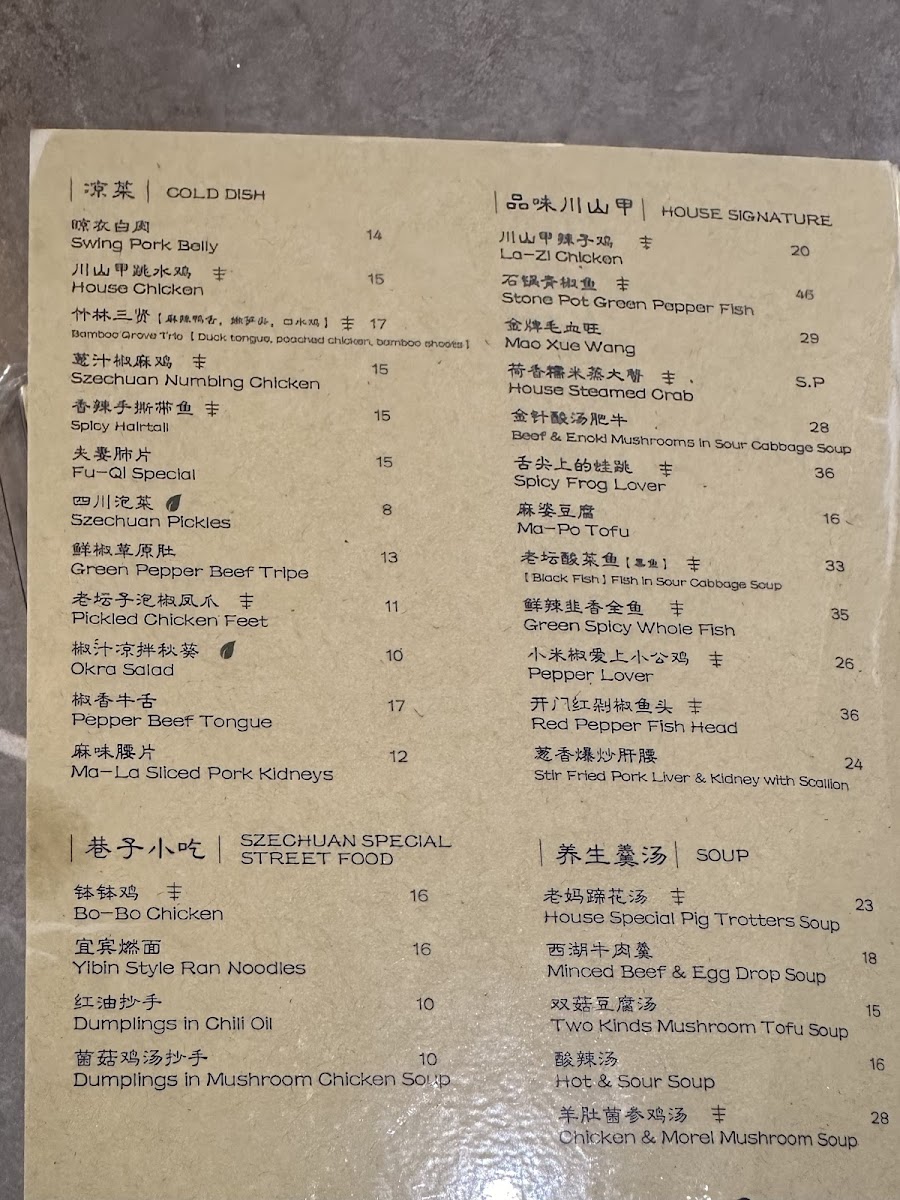 凉菜 COLD DISH
晾衣白肉
Swing Pork Belly 14
川山甲跳水鸡
House Chicken 15
竹林三贤【麻辣鸭舌，嫩笋尖，口水鸡】 17
Bamboo Grove Trio [ Duck tongue, poached chicken, bamboo shoots ]
葱汁椒麻鸡
Szechuan Numbing Chicken 15
香辣手撕带鱼
Spicy Hairtail 15
夫妻肺片
Fu-Qi Special 15
四川泡菜
Szechuan Pickles 8
鲜椒草原肚
Green Pepper Beef Tripe 13
老坛子泡椒凤爪
Pickled Chicken Feet 11
椒汁凉拌秋葵
Okra Salad 10
椒香牛舌
Pepper Beef Tongue 17
麻味腰片
Ma-La Sliced Pork Kidneys 12
巷子小吃 SZECHUAN SPECIAL
STREET FOOD
钵钵鸡
Bo-Bo Chicken 16
宜宾燃面
Yibin Style Ran Noodles 16
红油抄手
Dumplings in Chili Oil 10
菌菇鸡汤抄手
Dumplings in Mushroom Chicken Soup 10
品味川山甲 HOUSE SIGNATURE
川山甲辣子鸡
La-Zi Chicken 20
石锅青椒鱼
Stone Pot Green Pepper Fish 46
金牌毛血旺
Mao Xue Wang 29
荷香糯米蒸大蟹
House Steamed Crab S.P
金针酸汤肥牛
Beef & Enoki Mushrooms in Sour Cabbage Soup 28
舌尖上的蛙跳
Spicy Frog Lover 36
麻婆豆腐
Ma-Po Tofu 16
老坛酸菜鱼【黑鱼】
[ Black Fish ] Fish in Sour Cabbage Soup 33
鲜辣韭香全鱼
Green Spicy Whole Fish 35
小米椒爱上小公鸡
Pepper Lover 26
开门红剁椒鱼头
Red Pepper Fish Head 36
葱香爆炒肝腰
Stir Fried Pork Liver & Kidney with Scallion 24
养生羹汤 SOUP
老妈蹄花汤
House Special Pig Trotters Soup 23
西湖牛肉羹
Minced Beef & Egg Drop Soup 18
双菇豆腐汤
Two Kinds Mushroom Tofu Soup 15
酸辣汤
Hot & Sour Soup 16
羊肚菌参鸡汤
Chicken & Morel Mushroom Soup 28